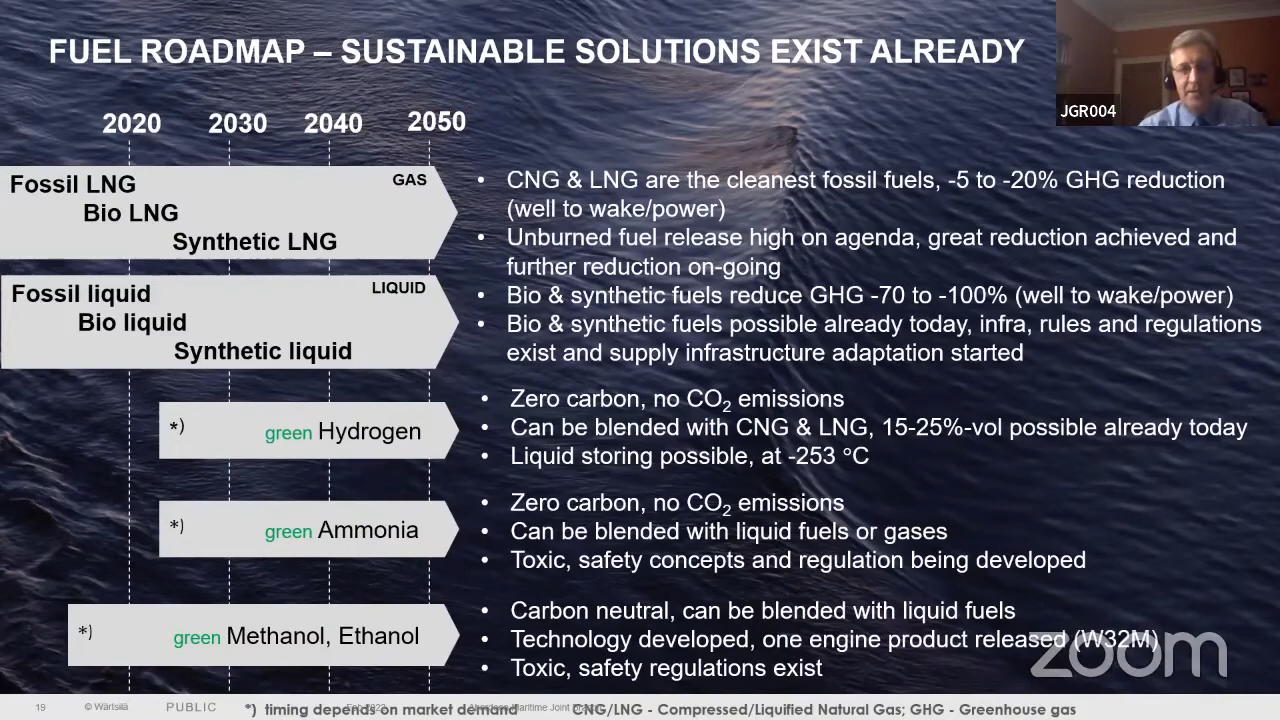 FUEL ROADMAP – SUSTAINABLE SOLUTIONS EXIST ALREADY
JGR004
2020 2030 2040 2050
Fossil LNG GAS
Bio LNG
Synthetic LNG
• CNG & LNG are the cleanest fossil fuels, -5 to -20% GHG reduction
(well to wake/power)
• Unburned fuel release high on agenda, great reduction achieved and
further reduction on-going
Fossil liquid LIQUID
Bio liquid
Synthetic liquid
• Bio & synthetic fuels reduce GHG -70 to -100% (well to wake/power)
• Bio & synthetic fuels possible already today, infra, rules and regulations
exist and supply infrastructure adaptation started
*) green Hydrogen
• Zero carbon, no CO₂ emissions
• Can be blended with CNG & LNG, 15-25%-vol possible already today
• Liquid storing possible, at -253 °C
*) green Ammonia
• Zero carbon, no CO₂ emissions
• Can be blended with liquid fuels or gases
• Toxic, safety concepts and regulation being developed
*) green Methanol, Ethanol
• Carbon neutral, can be blended with liquid fuels
• Technology developed, one engine product released (W32M)
• Toxic, safety regulations exist
zoom
19 © Wärtsilä PUBLIC *) timing depends on market demand Aberdeen Maritime Joint CNG/LNG - Compressed/Liquified Natural Gas; GHG - Greenhouse gas